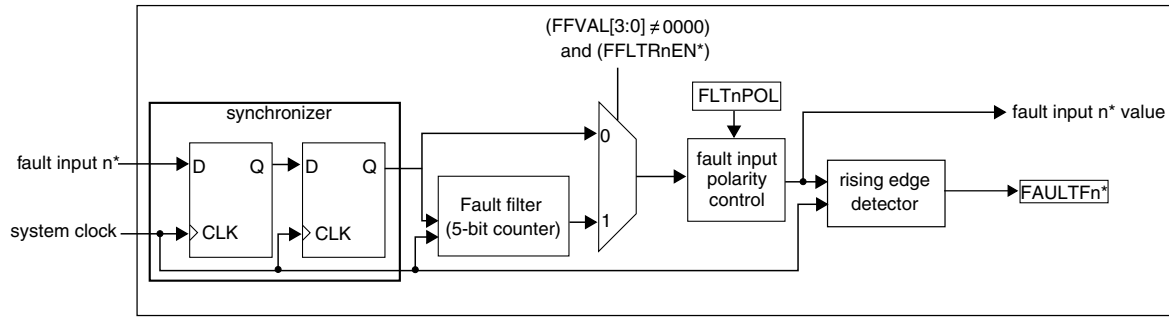 (FFVAL[3:0] ≠ 0000)
and (FFLTRnEN*)
synchronizer
FLTnPOL
fault input n* value
fault input n*
D
Q
D
Q
0
fault input
polarity
control
rising edge
detector
FAULTFn*
Fault filter
(5-bit counter)
1
system clock
CLK
CLK